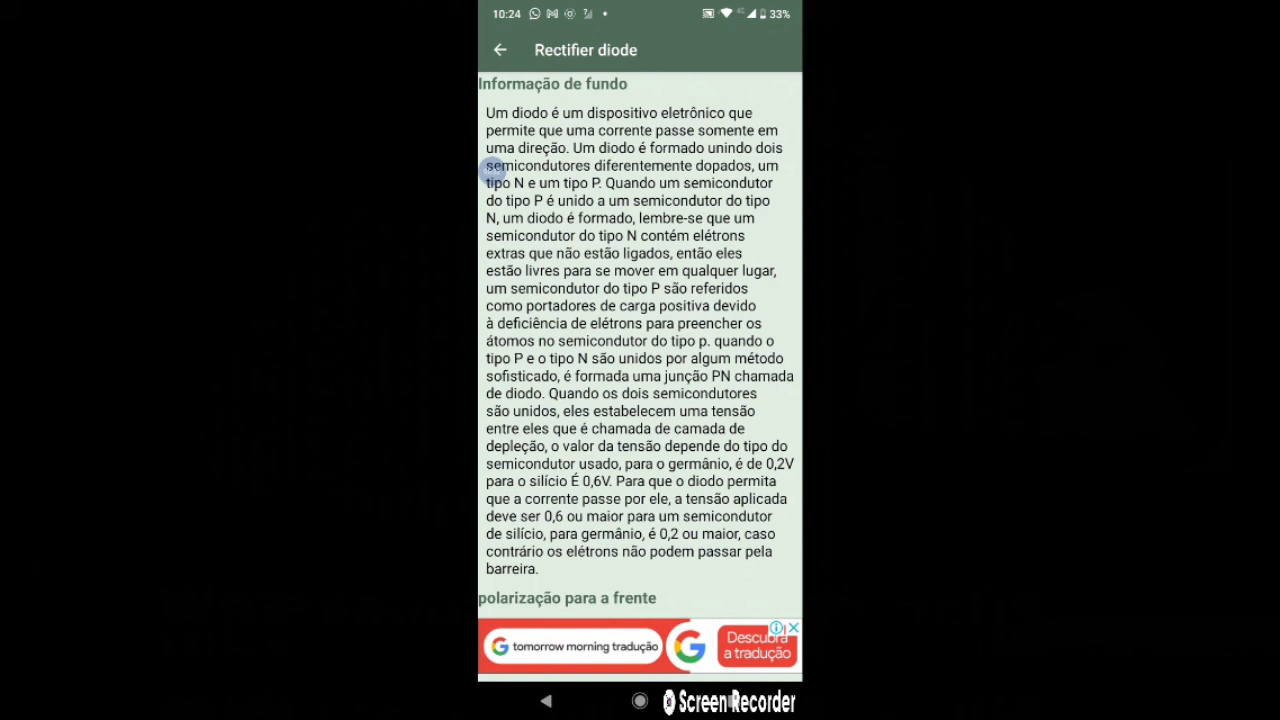 10:24 33%
Rectifier diode
Informação de fundo
Um diodo é um dispositivo eletrônico que
permite que uma corrente passe somente em
uma direção. Um diodo é formado unindo dois
semicondutores diferentemente dopados, um
tipo N e um tipo P. Quando um semicondutor
do tipo P é unido a um semicondutor do tipo
N, um diodo é formado, lembre-se que um
semicondutor do tipo N contém elétrons
extras que não estão ligados, então eles
estão livres para se mover em qualquer lugar,
um semicondutor do tipo P são referidos
como portadores de carga positiva devido
à deficiência de elétrons para preencher os
átomos no semicondutor do tipo p. quando o
tipo P e o tipo N são unidos por algum método
sofisticado, é formada uma junção PN chamada
de diodo. Quando os dois semicondutores
são unidos, eles estabelecem uma tensão
entre eles que é chamada de camada de
depleção, o valor da tensão depende do tipo do
semicondutor usado, para o germânio, é de 0,2V
para o silício É 0,6V. Para que o diodo permita
que a corrente passe por ele, a tensão aplicada
deve ser 0,6 ou maior para um semicondutor
de silício, para germânio, é 0,2 ou maior, caso
contrário os elétrons não podem passar pela
barreira.
polarização para a frente
tomorrow morning tradução
Descubra
a tradução
Screen Recorder